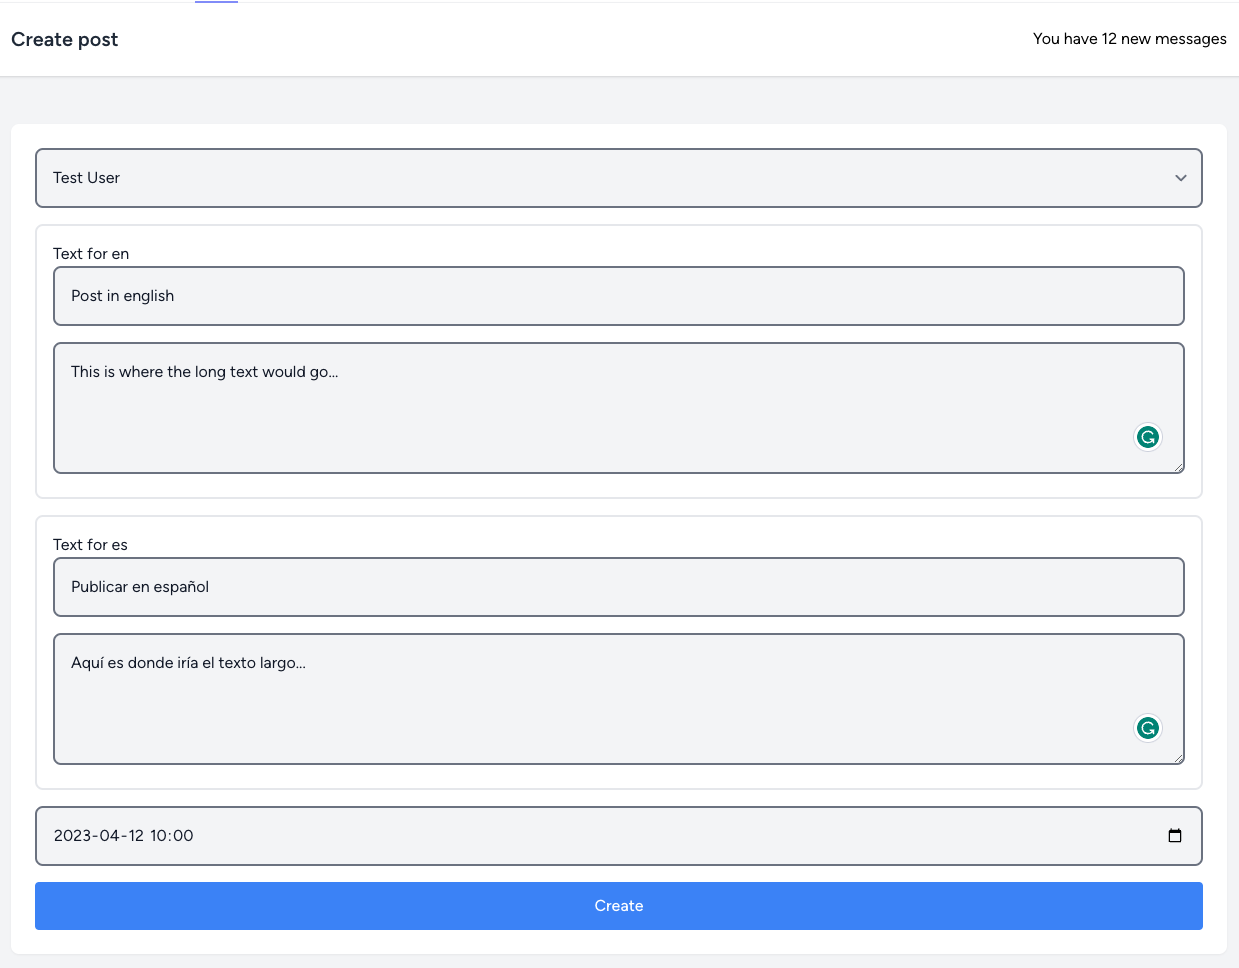 Create post
You have 12 new messages
Test User
Text for en
Post in english
This is where the long text would go...
Text for es
Publicar en español
Aquí es donde iría el texto largo...
2023-04-12 10:00
Create